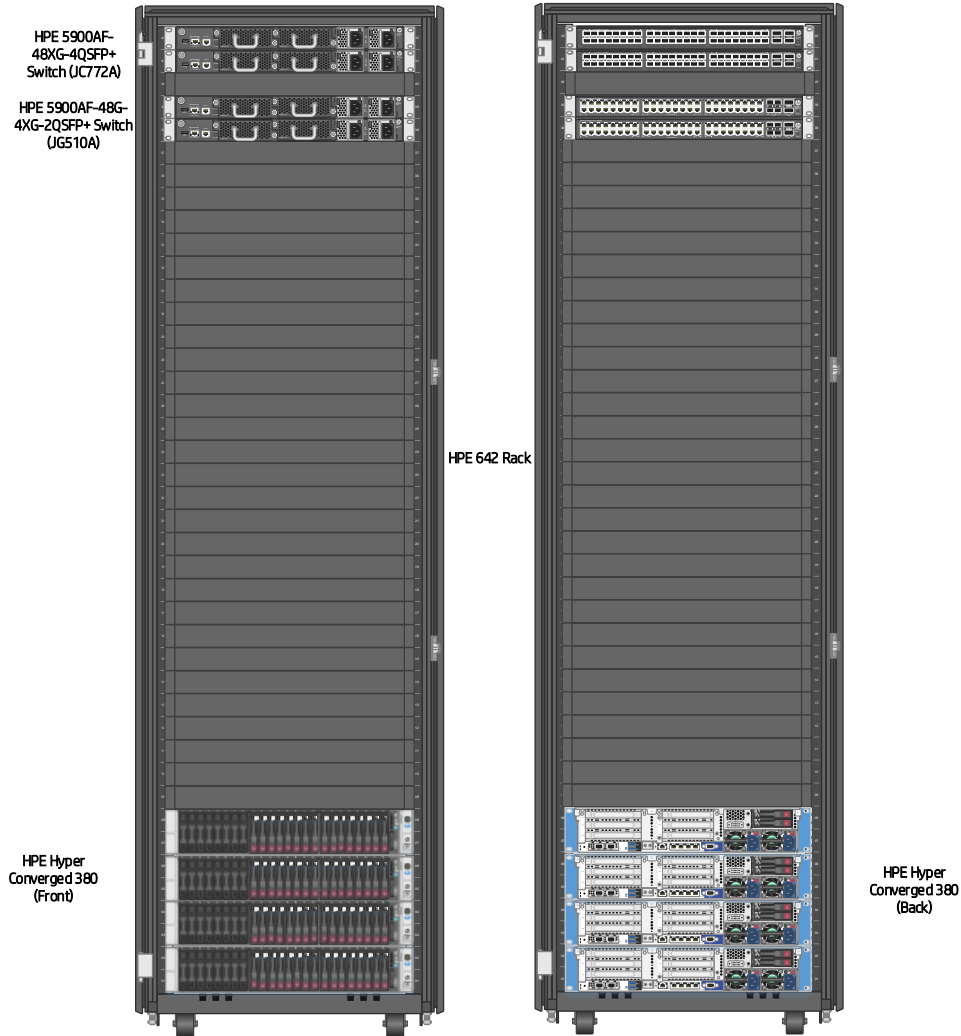 HPE 5900AF-
48XG-4QSFP+
Switch (JC772A)
HPE 5900AF-48G-
4XG-2QSFP+ Switch
(JG510A)
HPE 642 Rack
HPE Hyper
Converged 380
(Front)
HPE Hyper
Converged 380
(Back)